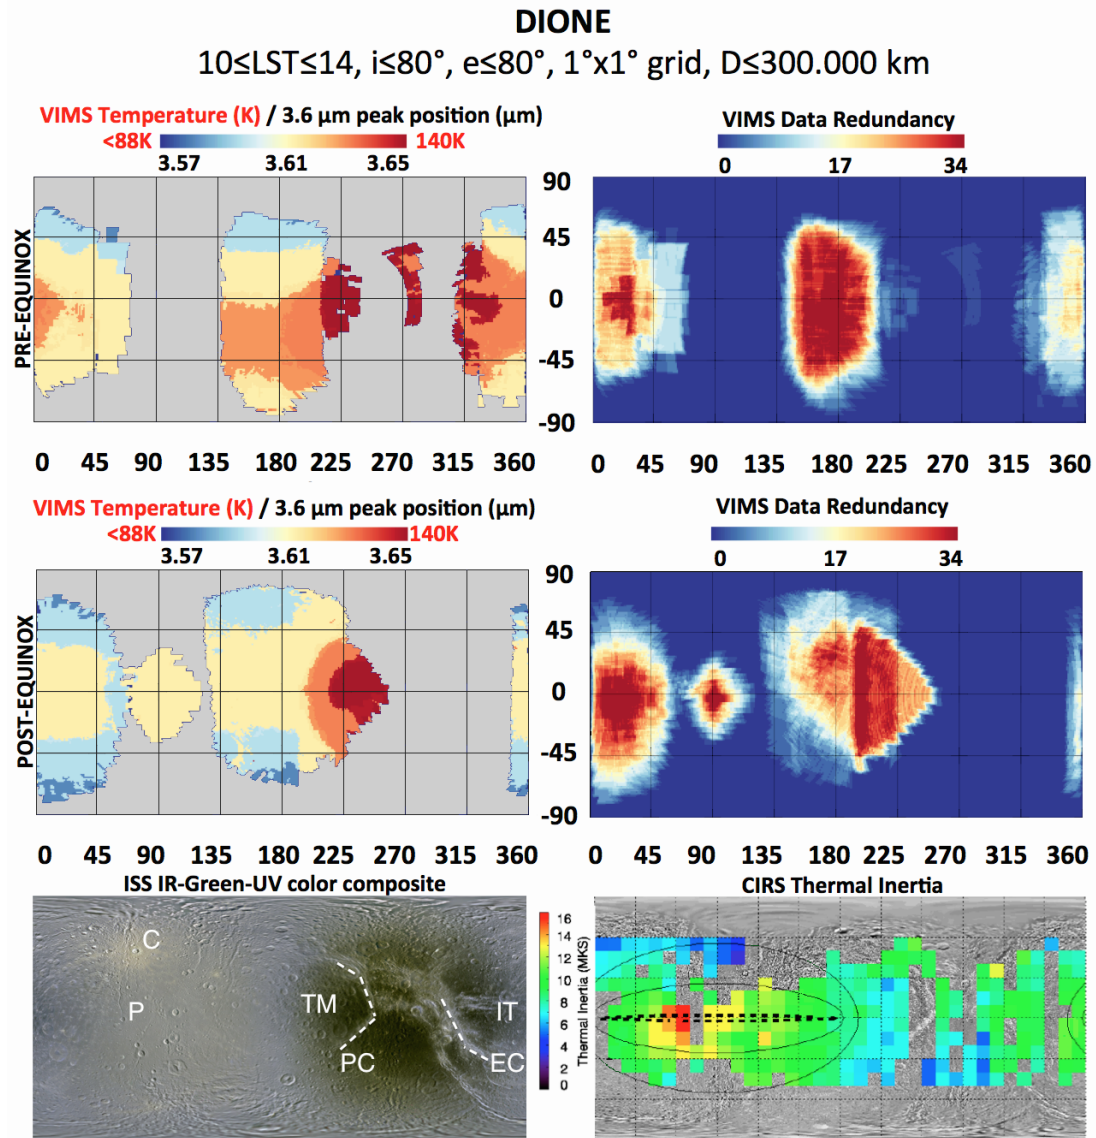 DIONE
10≤LST≤14, i≤80°, e≤80°, 1°x1° grid, D≤300.000 km
VIMS Temperature (K) / 3.6 μm peak position (μm)
<88K 140K
3.57 3.61 3.65
VIMS Data Redundancy
0 17 34
PRE-EQUINOX
90
45
0
-45
-90
0 45 90 135 180 225 270 315 360
0 45 90 135 180 225 270 315 360
VIMS Temperature (K) / 3.6 μm peak position (μm)
<88K 140K
3.57 3.61 3.65
VIMS Data Redundancy
0 17 34
POST-EQUINOX
90
45
0
-45
-90
0 45 90 135 180 225 270 315 360
0 45 90 135 180 225 270 315 360
ISS IR-Green-UV color composite
C
P
TM
IT
PC
EC
CIRS Thermal Inertia
16
14
12
10
8
6
4
2
0
Thermal Inertia (MKS)